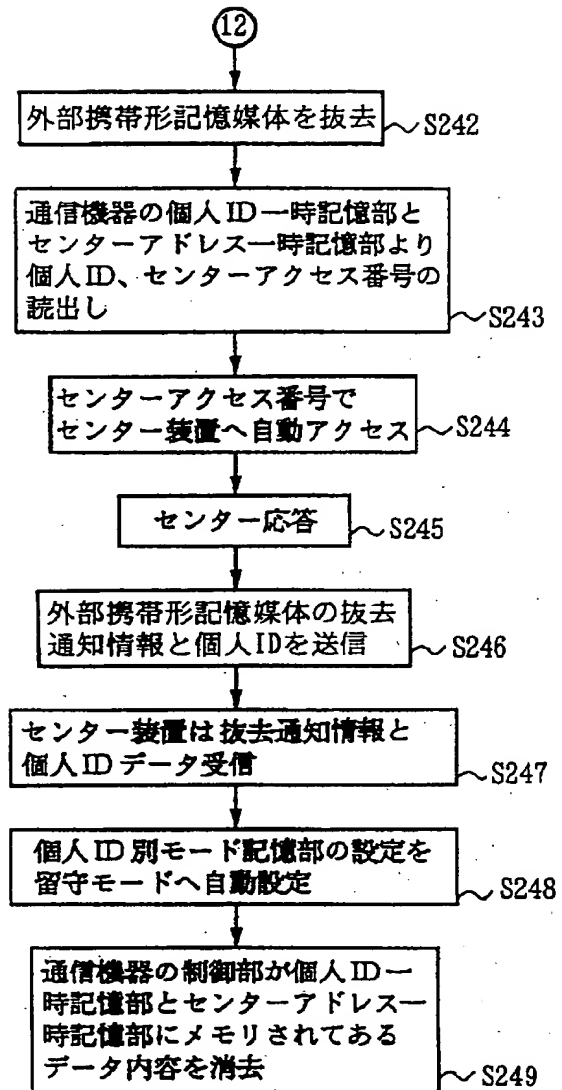 12
外部携帯形記憶媒体を抜去
S242
通信機器の個人ID一時記憶部と
センターアドレス一時記憶部より
個人ID、センターアクセス番号の
読出し
S243
センターアクセス番号で
センター装置へ自動アクセス
S244
センター応答
S245
外部携帯形記憶媒体の抜去
通知情報と個人IDを送信
S246
センター装置は抜去通知情報と
個人IDデータ受信
S247
個人ID別モード記憶部の設定を
留守モードへ自動設定
S248
通信機器の制御部が個人ID一
時記憶部とセンターアドレス一
時記憶部にメモリされてある
データ内容を消去
S249